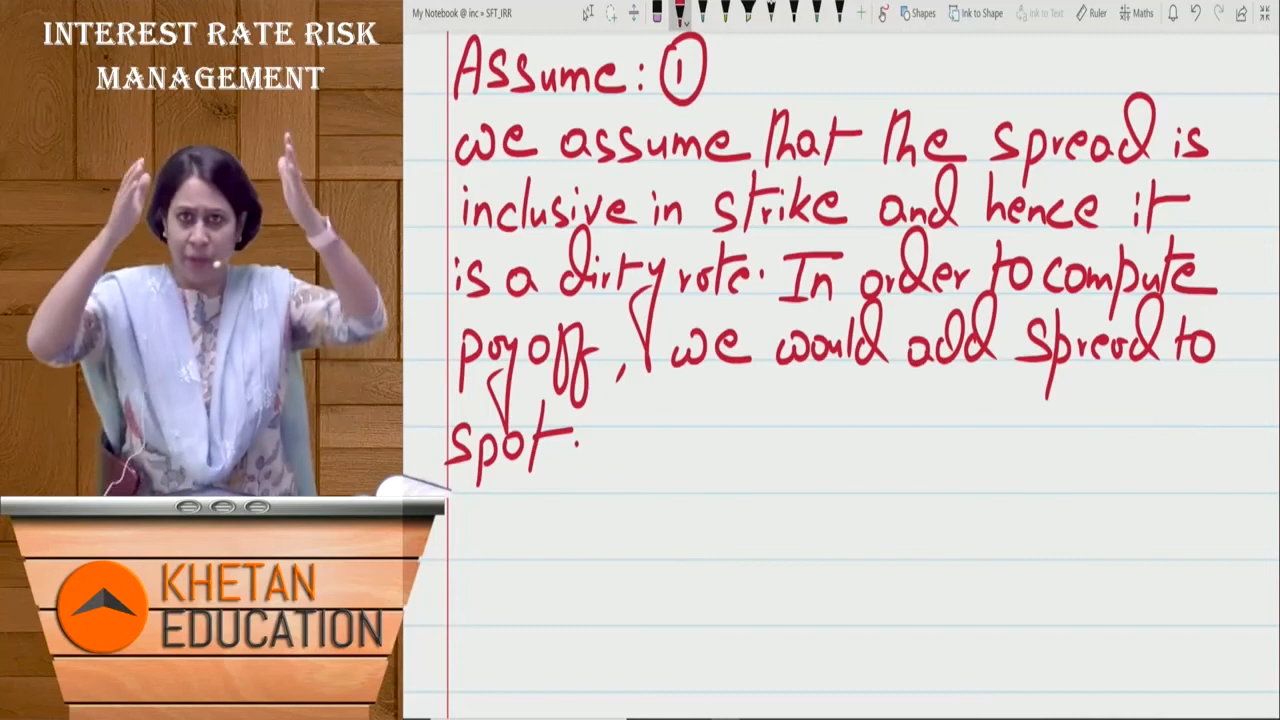 INTEREST RATE RISK
MANAGEMENT
My Notebook @ inc » SFT_IRR
Shapes
Ink to Shape
Ink to Text
Ruler
Maths
Assume: ①
we assume that the spread is
inclusive in strike and hence it
is a dirty rate. In order to compute
payoff, we would add spread to
spot.
KHETAN
EDUCATION